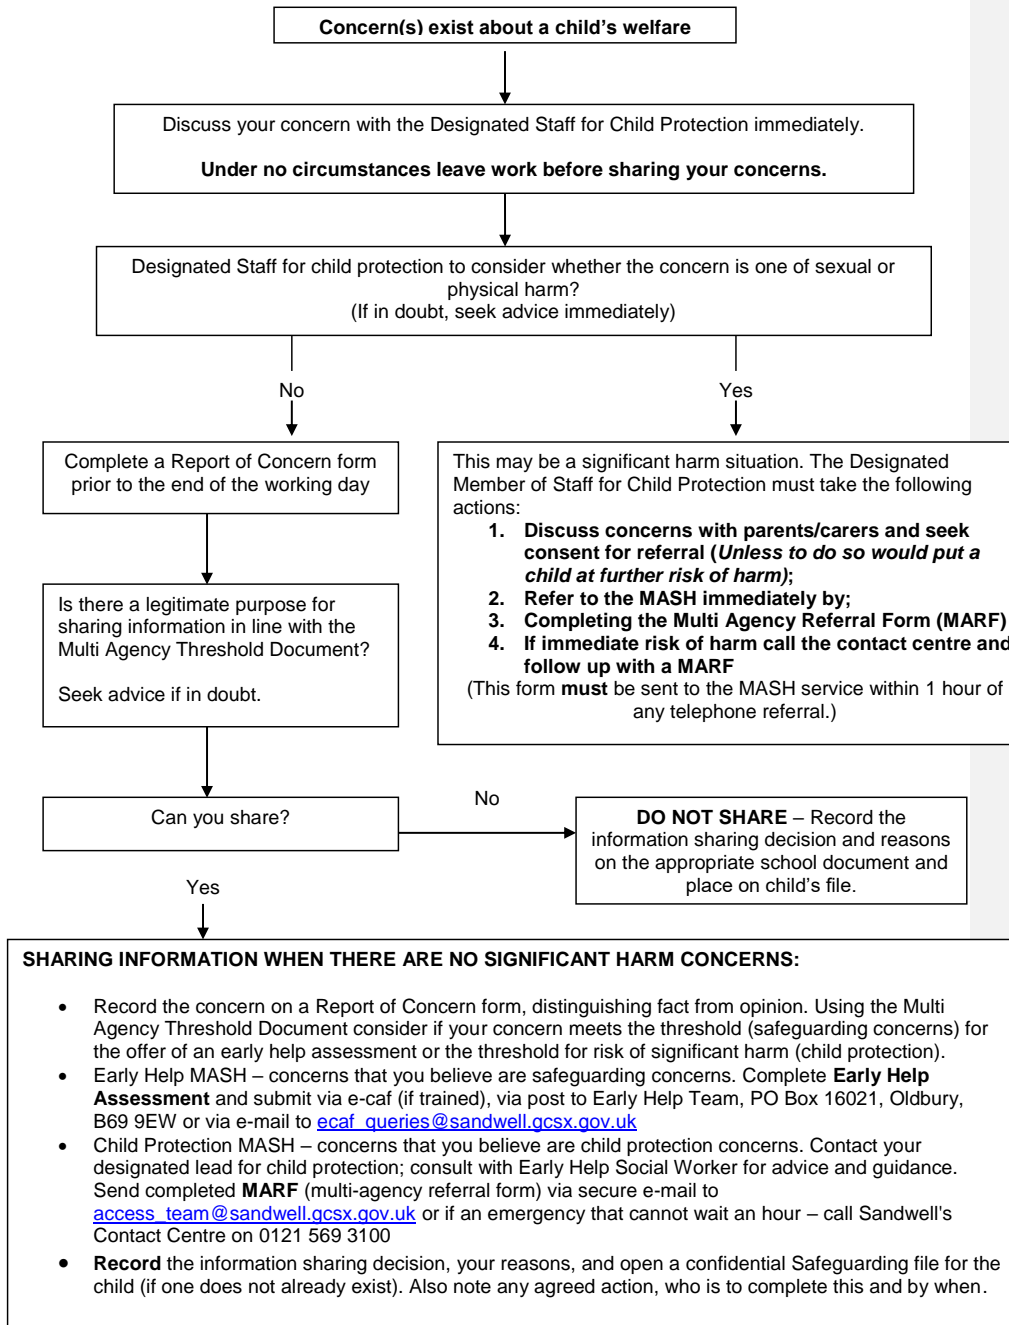 Concern(s) exist about a child's welfare
Discuss your concern with the Designated Staff for Child Protection immediately.
Under no circumstances leave work before sharing your concerns.
Designated Staff for child protection to consider whether the concern is one of sexual or
physical harm?
(If in doubt, seek advice immediately)
No
Yes
Complete a Report of Concern form
prior to the end of the working day
This may be a significant harm situation. The Designated
Member of Staff for Child Protection must take the following
actions:
1. Discuss concerns with parents/carers and seek
consent for referral (Unless to do so would put a
child at further risk of harm);
2. Refer to the MASH immediately by;
3. Completing the Multi Agency Referral Form (MARF)
4. If immediate risk of harm call the contact centre and
follow up with a MARF
(This form must be sent to the MASH service within 1 hour of
any telephone referral.)
Is there a legitimate purpose for
sharing information in line with the
Multi Agency Threshold Document?
Seek advice if in doubt.
Can you share?
No
DO NOT SHARE – Record the
information sharing decision and reasons
on the appropriate school document and
place on child's file.
Yes
SHARING INFORMATION WHEN THERE ARE NO SIGNIFICANT HARM CONCERNS:
• Record the concern on a Report of Concern form, distinguishing fact from opinion. Using the Multi
Agency Threshold Document consider if your concern meets the threshold (safeguarding concerns) for
the offer of an early help assessment or the threshold for risk of significant harm (child protection).
• Early Help MASH – concerns that you believe are safeguarding concerns. Complete Early Help
Assessment and submit via e-caf (if trained), via post to Early Help Team, PO Box 16021, Oldbury,
B69 9EW or via e-mail to ecaf_queries@sandwell.gcsx.gov.uk
• Child Protection MASH – concerns that you believe are child protection concerns. Contact your
designated lead for child protection; consult with Early Help Social Worker for advice and guidance.
Send completed MARF (multi-agency referral form) via secure e-mail to
access_team@sandwell.gcsx.gov.uk or if an emergency that cannot wait an hour – call Sandwell's
Contact Centre on 0121 569 3100
• Record the information sharing decision, your reasons, and open a confidential Safeguarding file for the
child (if one does not already exist). Also note any agreed action, who is to complete this and by when.